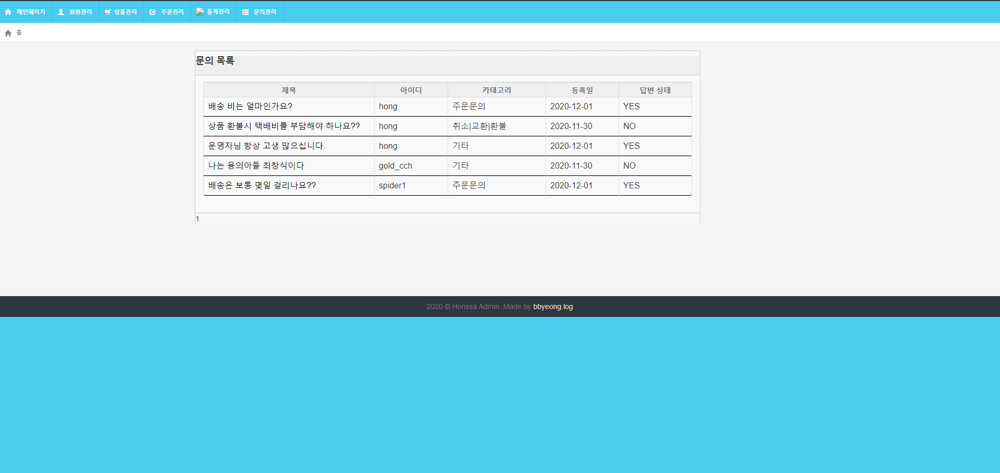 메인페이지 회원관리 상품관리 주문관리 통계관리 문의관리
홈
문의 목록
제목 아이디 카테고리 등록일 답변 상태
배송 비는 얼마인가요? hong 주문문의 2020-12-01 YES
상품 환불시 택배비를 부담해야 하나요?? hong 취소|교환|환불 2020-11-30 NO
운영자님 항상 고생 많으십니다. hong 기타 2020-12-01 YES
나는 용의아들 최창식이다 gold_cch 기타 2020-11-30 NO
배송은 보통 몇일 걸리나요?? spider1 주문문의 2020-12-01 YES
1
2020 © Honssa Admin. Made by bbyeong.log